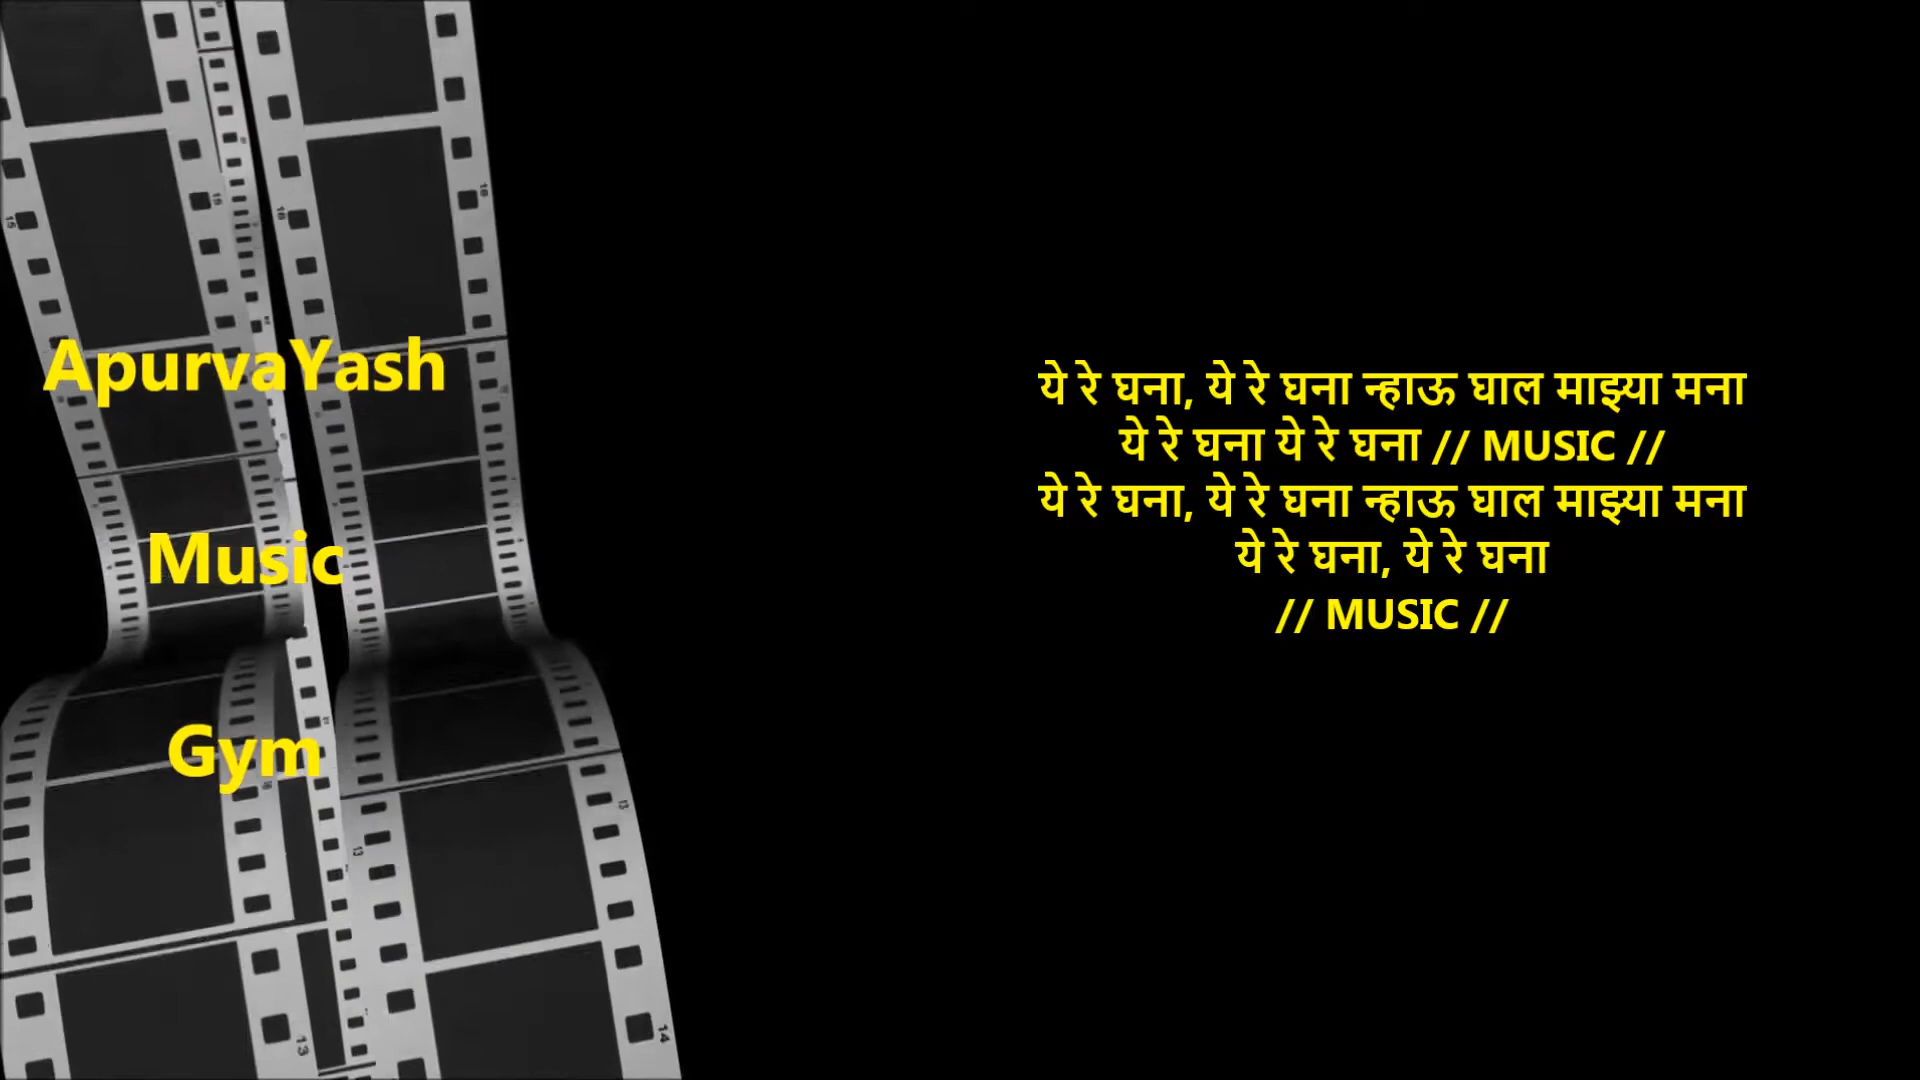 ApurvaYash
Music
Gym
ये रे घना, ये रे घना न्हाऊ घाल माझ्या मना
ये रे घना ये रे घना // MUSIC //
ये रे घना, ये रे घना न्हाऊ घाल माझ्या मना
ये रे घना, ये रे घना
// MUSIC //